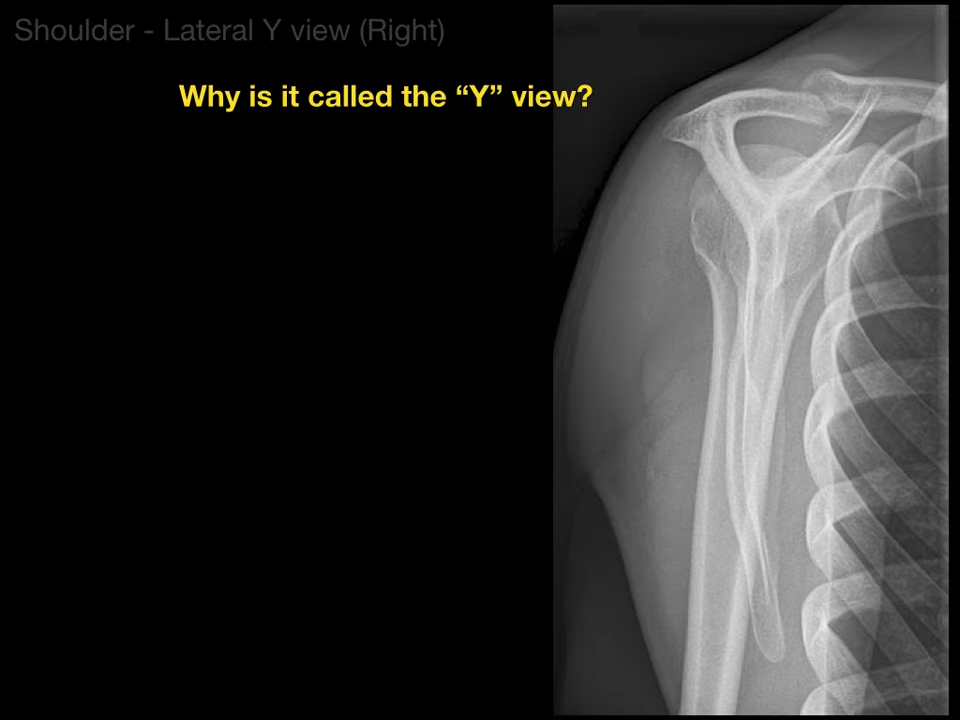 Shoulder - Lateral Y view (Right)
Why is it called the “Y” view?